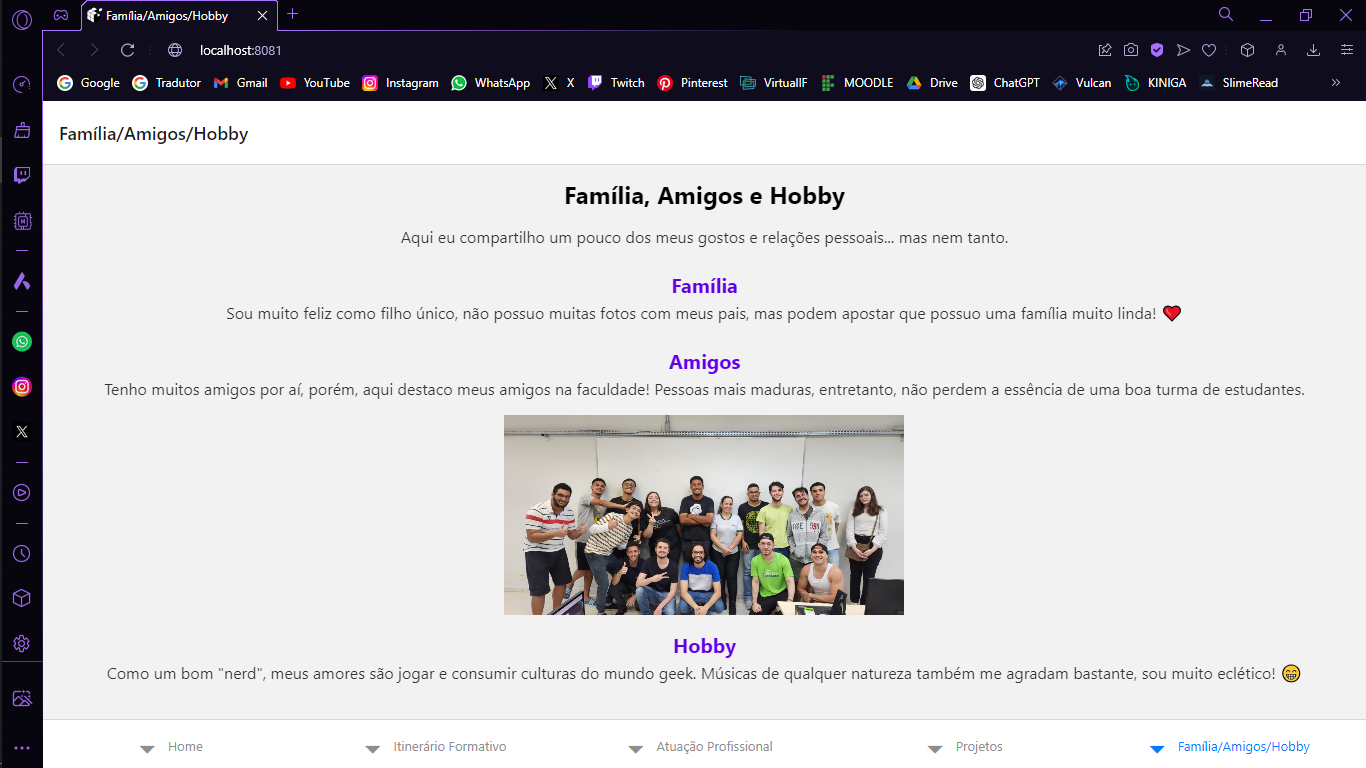 Família/Amigos/Hobby
localhost:8081
Google Tradutor Gmail YouTube Instagram WhatsApp X Twitch Pinterest VirtualIF MOODLE Drive ChatGPT Vulcan KINIGA SlimeRead
Família/Amigos/Hobby
Família, Amigos e Hobby
Aqui eu compartilho um pouco dos meus gostos e relações pessoais... mas nem tanto.
Família
Sou muito feliz como filho único, não possuo muitas fotos com meus pais, mas podem apostar que possuo uma família muito linda! ❤️
Amigos
Tenho muitos amigos por aí, porém, aqui destaco meus amigos na faculdade! Pessoas mais maduras, entretanto, não perdem a essência de uma boa turma de estudantes.
Hobby
Como um bom "nerd", meus amores são jogar e consumir culturas do mundo geek. Músicas de qualquer natureza também me agradam bastante, sou muito eclético! 😁
Home Itinerário Formativo Atuação Profissional Projetos Família/Amigos/Hobby